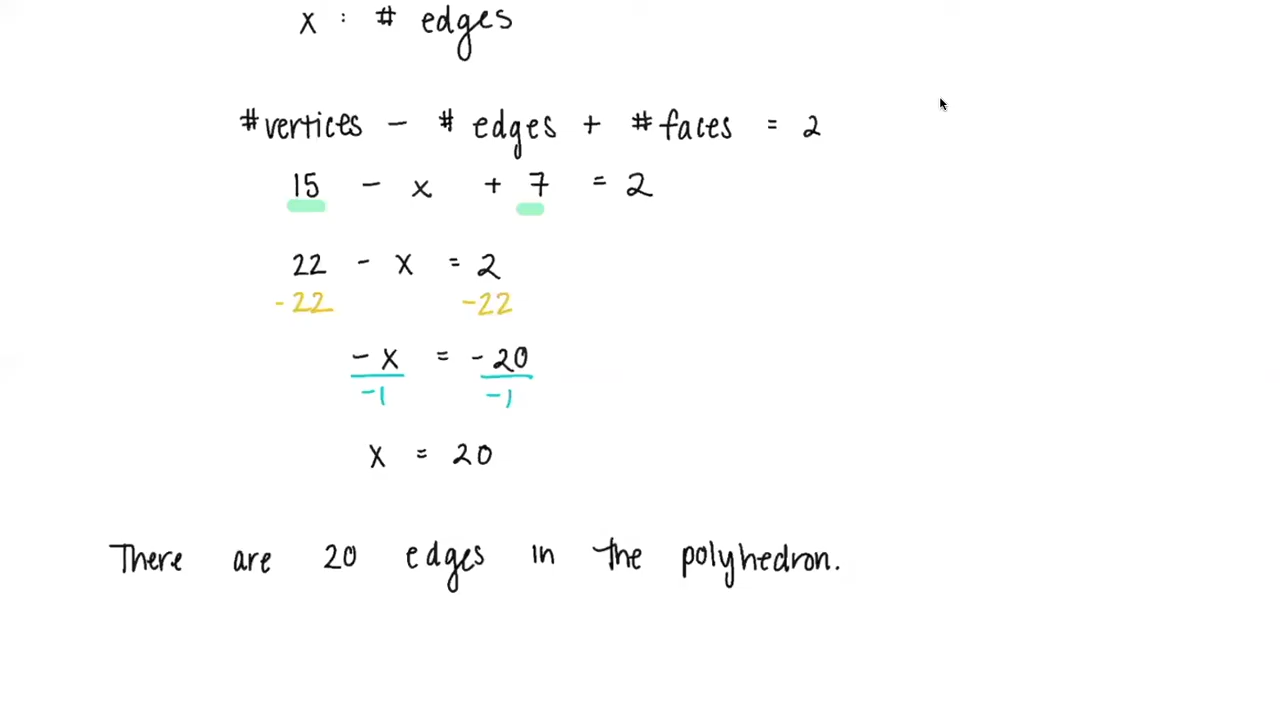 x : # edges
#vertices - # edges + # faces = 2
15 - x + 7 = 2
22 - x = 2
-22 -22
-x = -20
-1 -1
x = 20
There are 20 edges in the polyhedron.